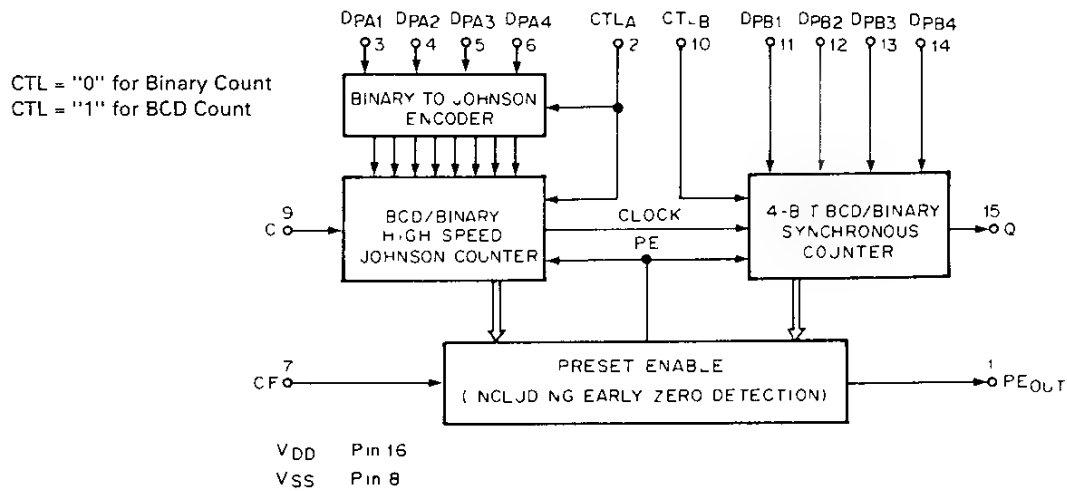 DPA1 DPA2 DPA3 DPA4 CTLA CTLB DPB1 DPB2 DPB3 DPB4
3 4 5 6 2 10 11 12 13 14
CTL = "0" for Binary Count
CTL = "1" for BCD Count
BINARY TO JOHNSON
ENCODER
9
C
BCD/BINARY
HIGH SPEED
JOHNSON COUNTER
CLOCK
PE
4-BIT BCD/BINARY
SYNCHRONOUS
COUNTER
15
Q
7
CF
PRESET ENABLE
(INCLUDING EARLY ZERO DETECTION)
1
PEOUT
VDD Pin 16
VSS Pin 8